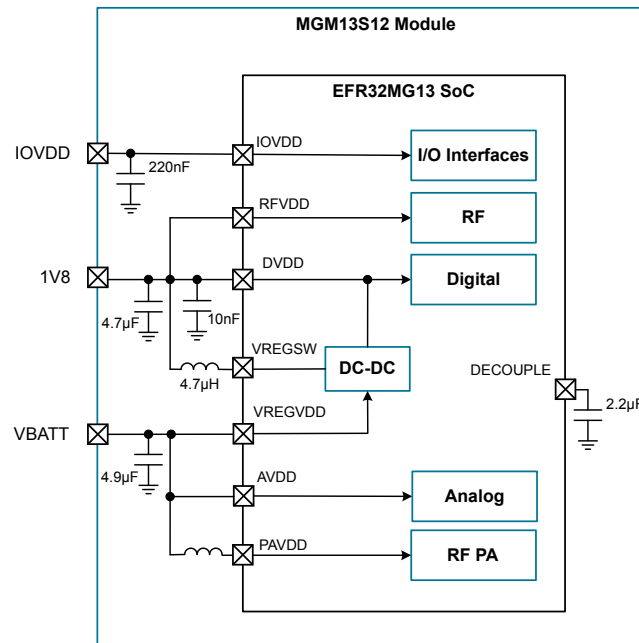 MGM13S12 Module
EFR32MG13 SoC
IOVDD
220nF
IOVDD
I/O Interfaces
RFVDD
RF
1V8
4.7µF
10nF
DVDD
Digital
4.7µH
VREGSW
DC-DC
DECOUPLE
2.2µF
VBATT
4.9µF
VREGVDD
AVDD
Analog
PAVDD
RF PA